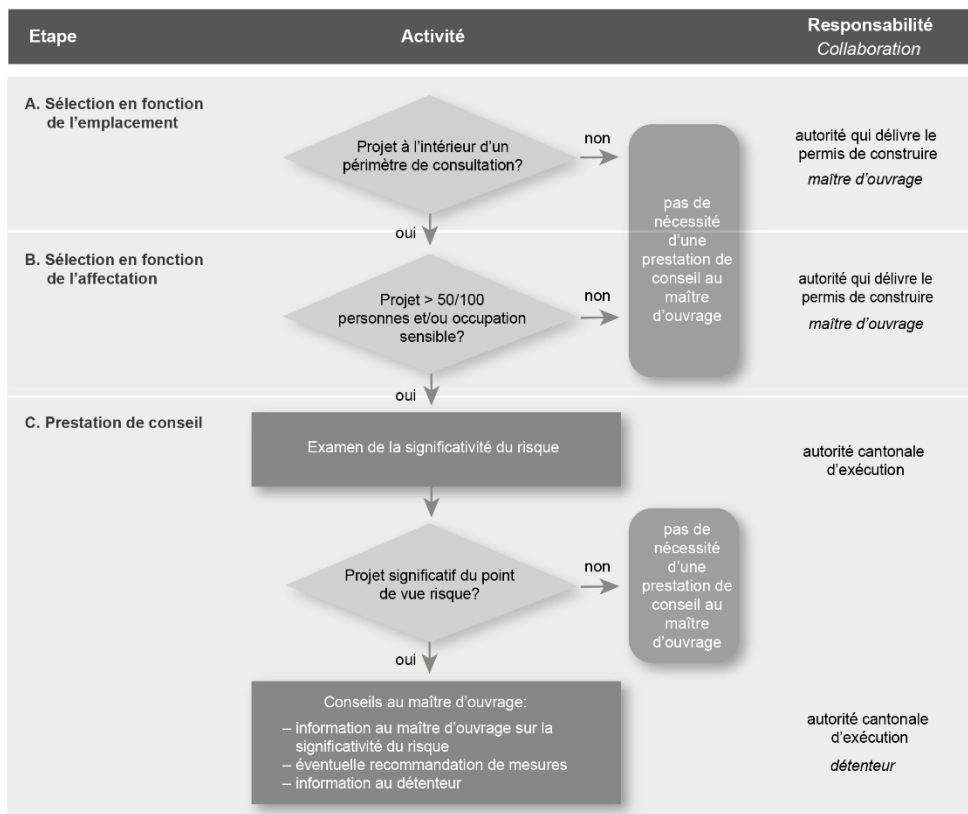 Etape
Activité
Responsabilité
Collaboration
A. Sélection en fonction
de l'emplacement
Projet à l'intérieur d'un
périmètre de consultation?
non
oui
autorité qui délivre le
permis de construire
maître d'ouvrage
pas de
nécessité
d'une
prestation de
conseil au
maître
d'ouvrage
B. Sélection en fonction
de l'affectation
Projet > 50/100
personnes et/ou occupation
sensible?
non
oui
autorité qui délivre le
permis de construire
maître d'ouvrage
C. Prestation de conseil
Examen de la significativité du risque
autorité cantonale
d'exécution
Projet significatif du point
de vue risque?
non
oui
pas de
nécessité
d'une
prestation de
conseil au
maître
d'ouvrage
Conseils au maître d'ouvrage:
– information au maître d'ouvrage sur la
significativité du risque
– éventuelle recommandation de mesures
– information au détenteur
autorité cantonale
d'exécution
détenteur